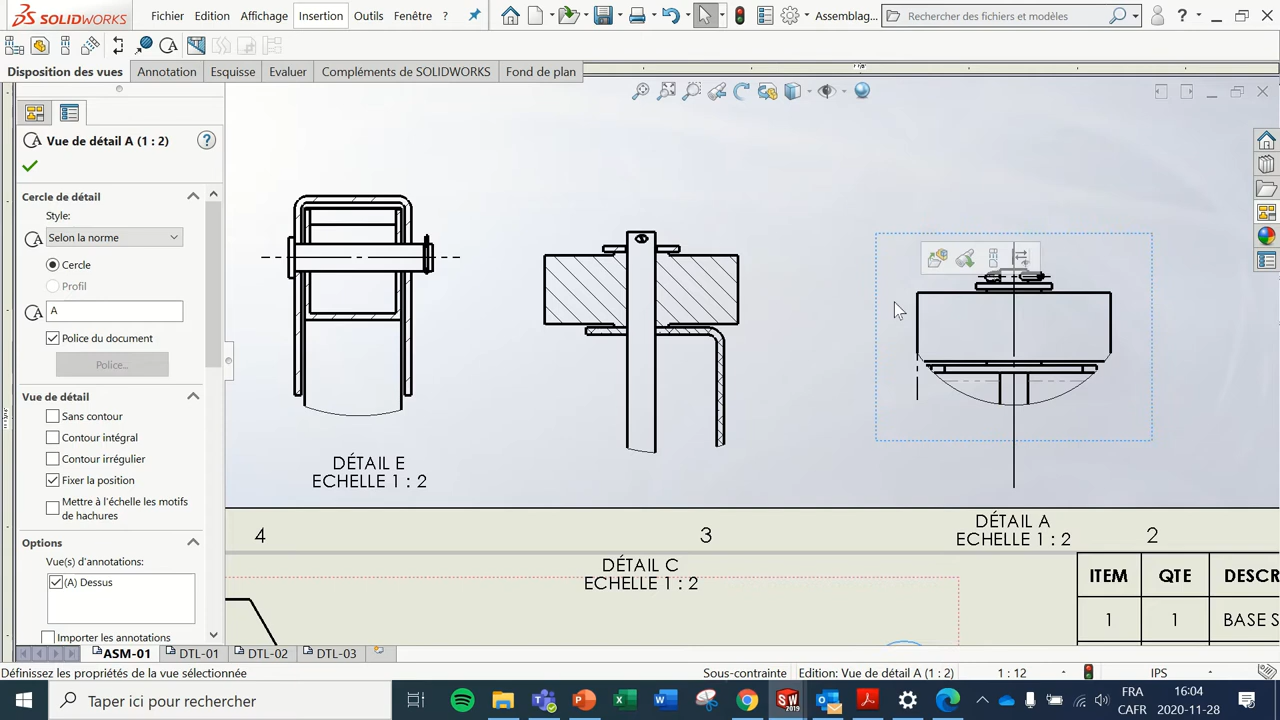 SOLIDWORKS
Fichier Edition Affichage Insertion Outils Fenêtre ? Assemblag... Rechercher des fichiers et modèles ?
Disposition des vues Annotation Esquisse Evaluer Compléments de SOLIDWORKS Fond de plan
Vue de détail A (1 : 2) ?
Cercle de détail
Style:
Selon la norme
Cercle
Profil
A
Police du document
Police...
Vue de détail
Sans contour
Contour intégral
Contour irrégulier
Fixer la position
Mettre à l'échelle les motifs
de hachures
Options
Vue(s) d'annotations:
(A) Dessus
Importer les annotations
DÉTAIL E
ECHELLE 1 : 2
DÉTAIL A
ECHELLE 1 : 2
4 3 2
DÉTAIL C
ECHELLE 1 : 2
ITEM QTE DESCR
1 1 BASE S
ASM-01 DTL-01 DTL-02 DTL-03
Définissez les propriétés de la vue sélectionnée Sous-contrainte Edition: Vue de détail A (1 : 2) 1 : 12 IPS
Taper ici pour rechercher
FRA
CAFR
16:04
2020-11-28